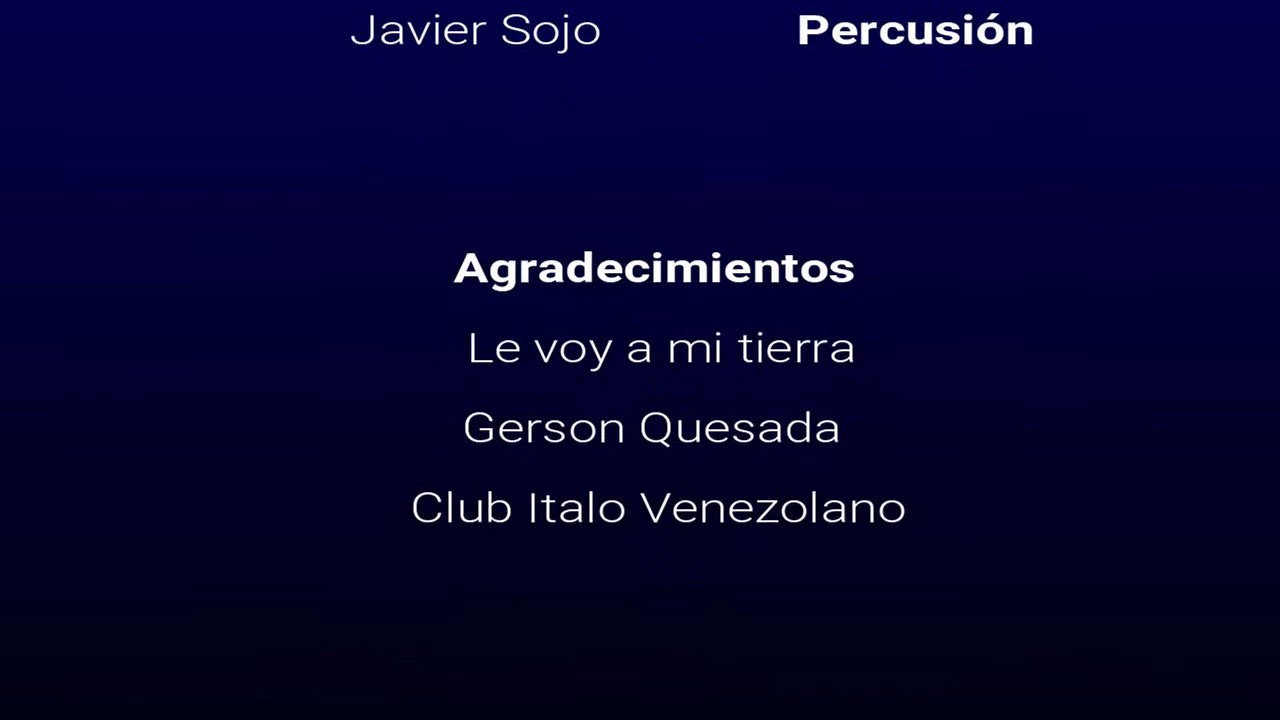 Javier Sojo Percusión
Agradecimientos
Le voy a mi tierra
Gerson Quesada
Club Italo Venezolano